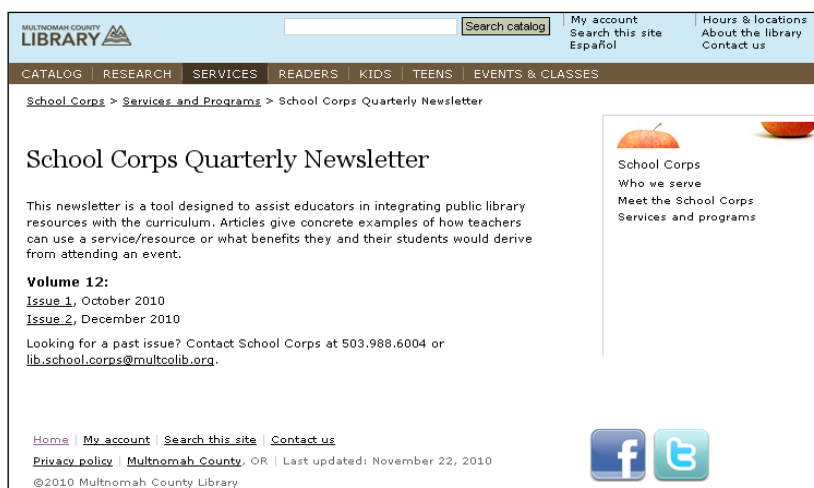 MULTNOMAH COUNTY
LIBRARY
Search catalog
My account
Search this site
Español
Hours & locations
About the library
Contact us
CATALOG | RESEARCH | SERVICES | READERS | KIDS | TEENS | EVENTS & CLASSES
School Corps > Services and Programs > School Corps Quarterly Newsletter
School Corps Quarterly Newsletter
This newsletter is a tool designed to assist educators in integrating public library
resources with the curriculum. Articles give concrete examples of how teachers
can use a service/resource or what benefits they and their students would derive
from attending an event.
Volume 12:
Issue 1, October 2010
Issue 2, December 2010
Looking for a past issue? Contact School Corps at 503.988.6004 or
lib.school.corps@multcolib.org.
School Corps
Who we serve
Meet the School Corps
Services and programs
Home | My account | Search this site | Contact us
Privacy policy | Multnomah County, OR | Last updated: November 22, 2010
©2010 Multnomah County Library
f
t